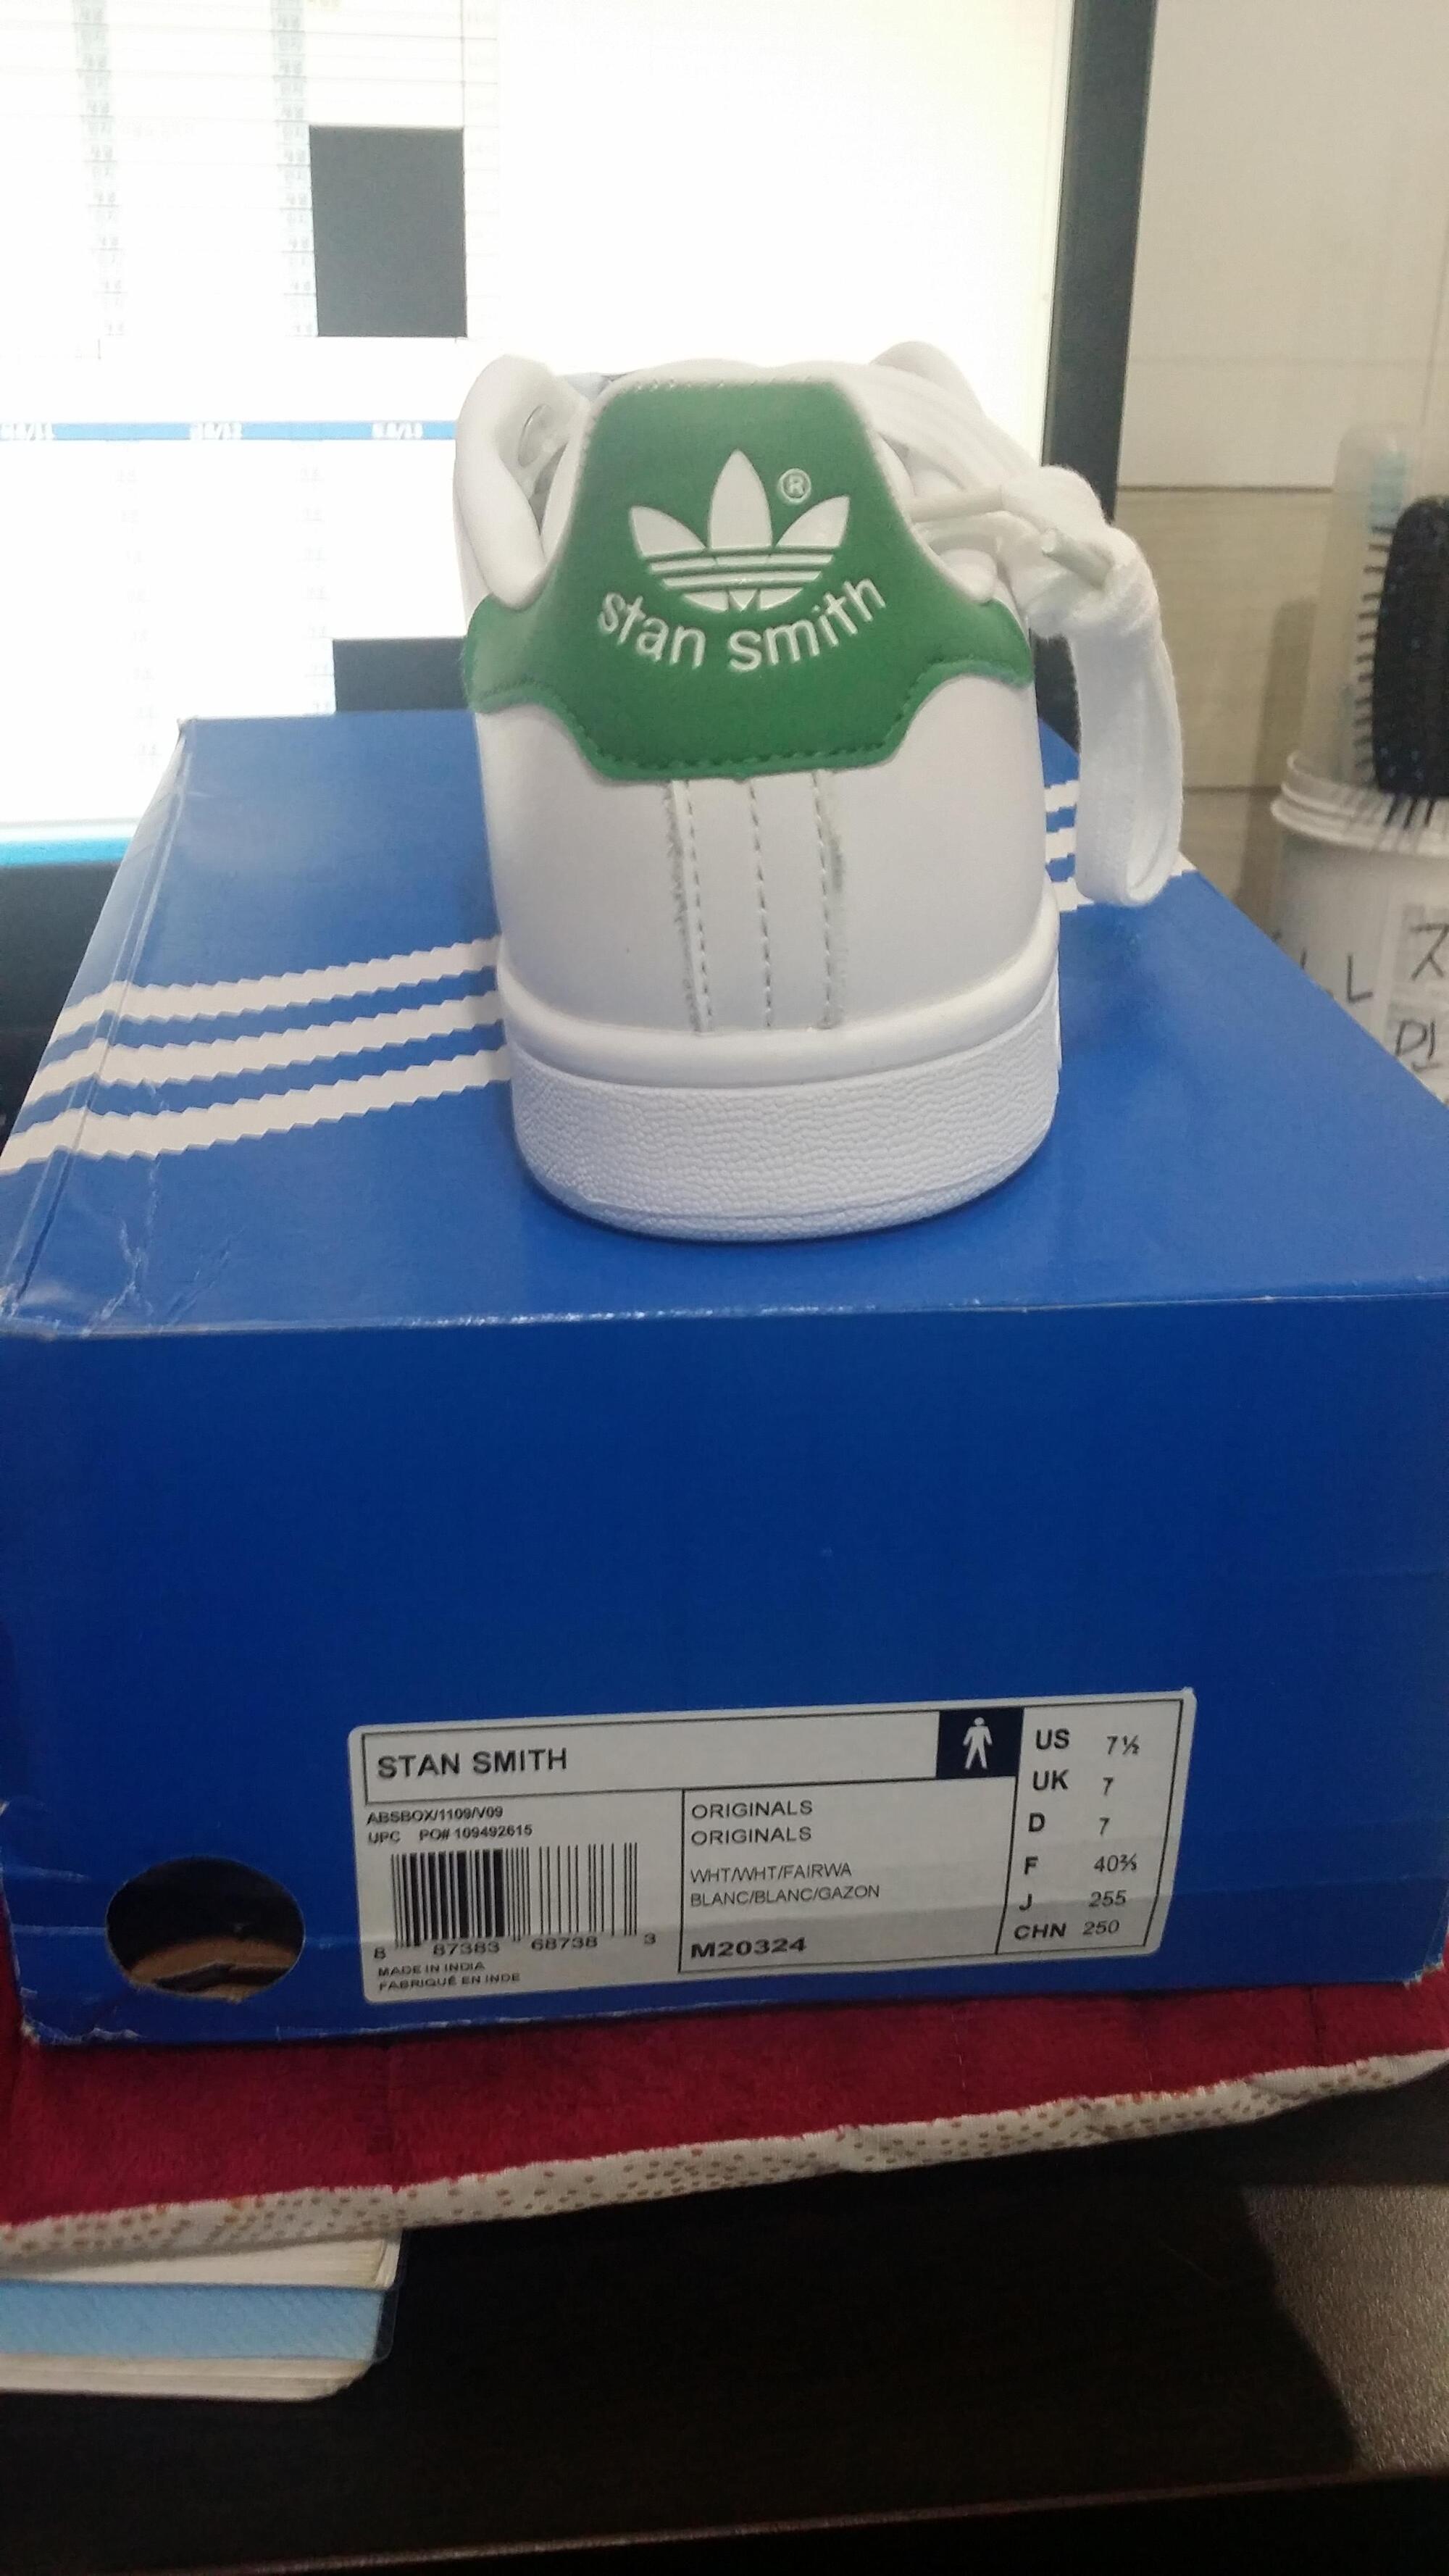 ®
stan smith
STAN SMITH
ABSBOX/1109/V09
UPC PO# 109492615
8 87383 68738 3
MADE IN INDIA
FABRIQUÉ EN INDE
ORIGINALS
ORIGINALS
WHT/WHT/FAIRWA
BLANC/BLANC/GAZON
M20324
US 7½
UK 7
D 7
F 40⅔
J 255
CHN 250